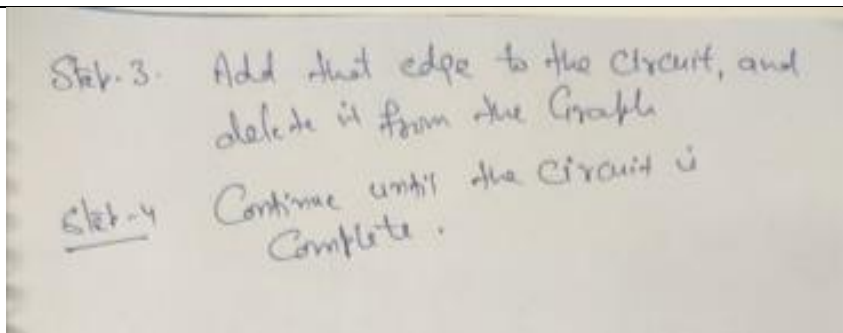 Step-3. Add that edge to the Circuit, and
delete it from the Graph
Step-4 Continue until the Circuit is
Complete.